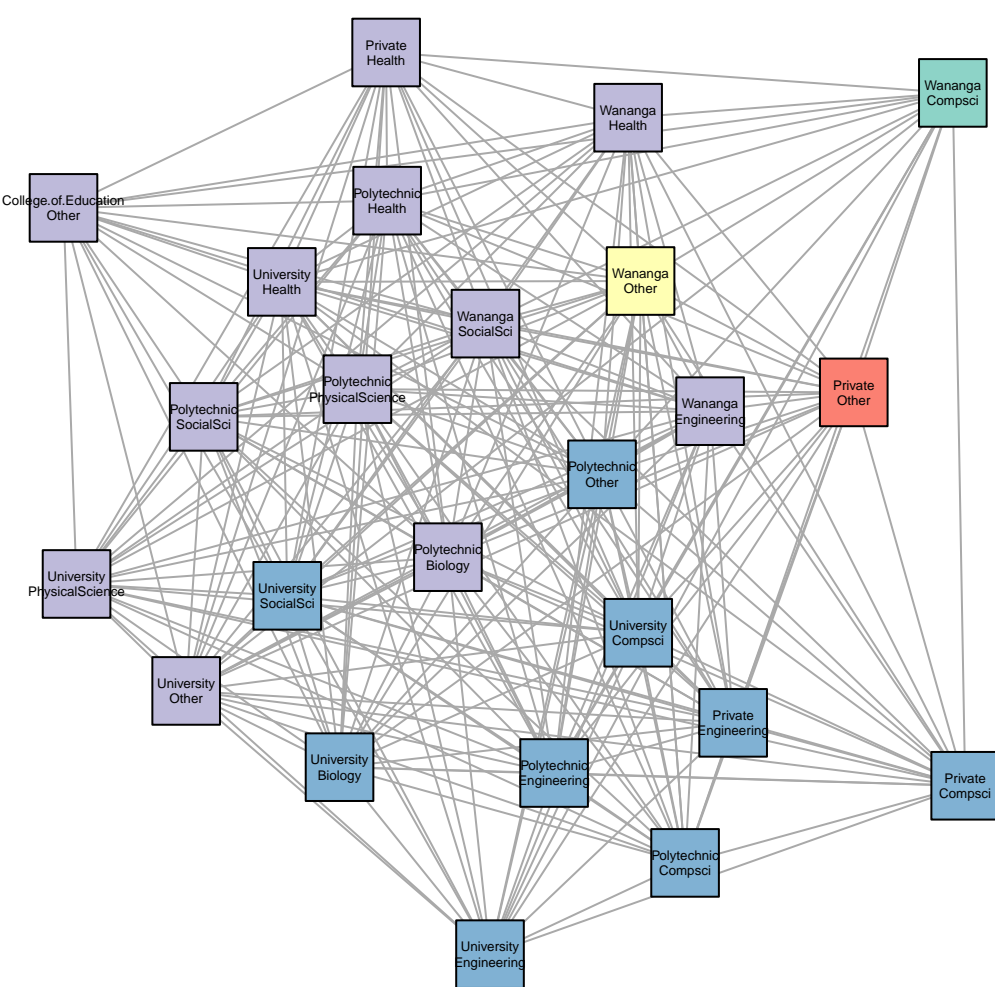 Private
Health
Wananga
Compsci
Wananga
Health
College.of.Education
Other
Polytechnic
Health
University
Health
Wananga
Other
Wananga
SocialSci
Polytechnic
PhysicalScience
Private
Other
Polytechnic
SocialSci
Wananga
Engineering
Polytechnic
Other
Polytechnic
Biology
University
PhysicalScience
University
SocialSci
University
Compsci
University
Other
Private
Engineering
University
Biology
Polytechnic
Engineering
Private
Compsci
Polytechnic
Compsci
University
Engineering